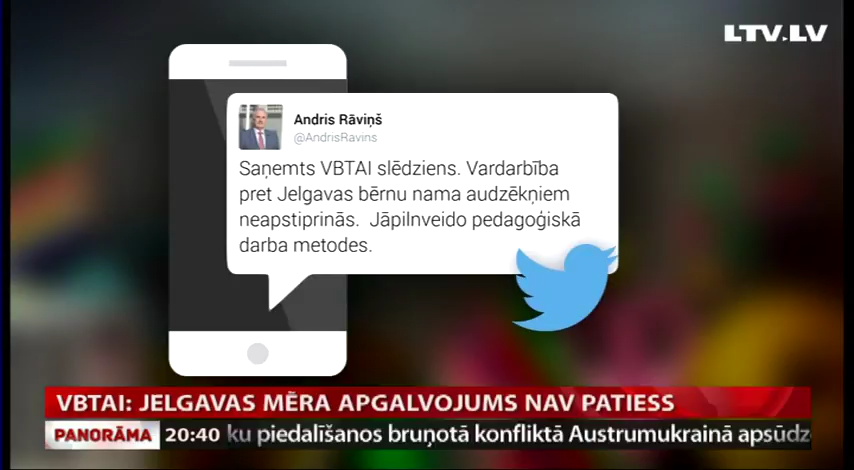 LTV.LV
Andris Rāviņš
@AndrisRavins
Saņemts VBTAI slēdziens. Vardarbība
pret Jelgavas bērnu nama audzēkņiem
neapstiprinās. Jāpilnveido pedagoģiskā
darba metodes.
VBTAI: JELGAVAS MĒRA APGALVOJUMS NAV PATIESS
PANORĀMA 20:40 ku piedalīšanos bruņotā konfliktā Austrumukrainā apsūdz